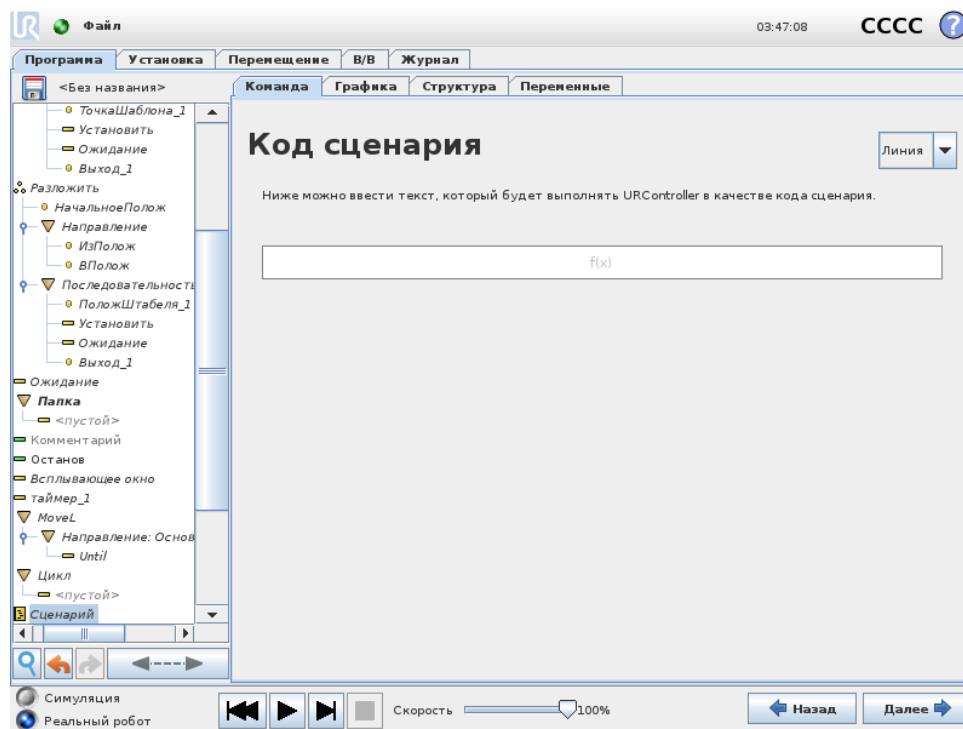 UR Файл 03:47:08 CCCC ?
Программа Установка Перемещение В/В Журнал
<Без названия> Команда Графика Структура Переменные
ТочкаШаблона_1
Установить
Ожидание
Выход_1
Разложить
НачальноеПолож
Направление
ИзПолож
ВПолож
Последовательность
ПоложШтабеля_1
Установить
Ожидание
Выход_1
Ожидание
Папка
<пустой>
Комментарий
Останов
Всплывающее окно
таймер_1
MoveL
Направление: Основ
Until
Цикл
<пустой>
Сценарий
Код сценария
Линия
Ниже можно ввести текст, который будет выполнять URController в качестве кода сценария.
f(x)
Симуляция
Реальный робот
Скорость 100%
Назад Далее